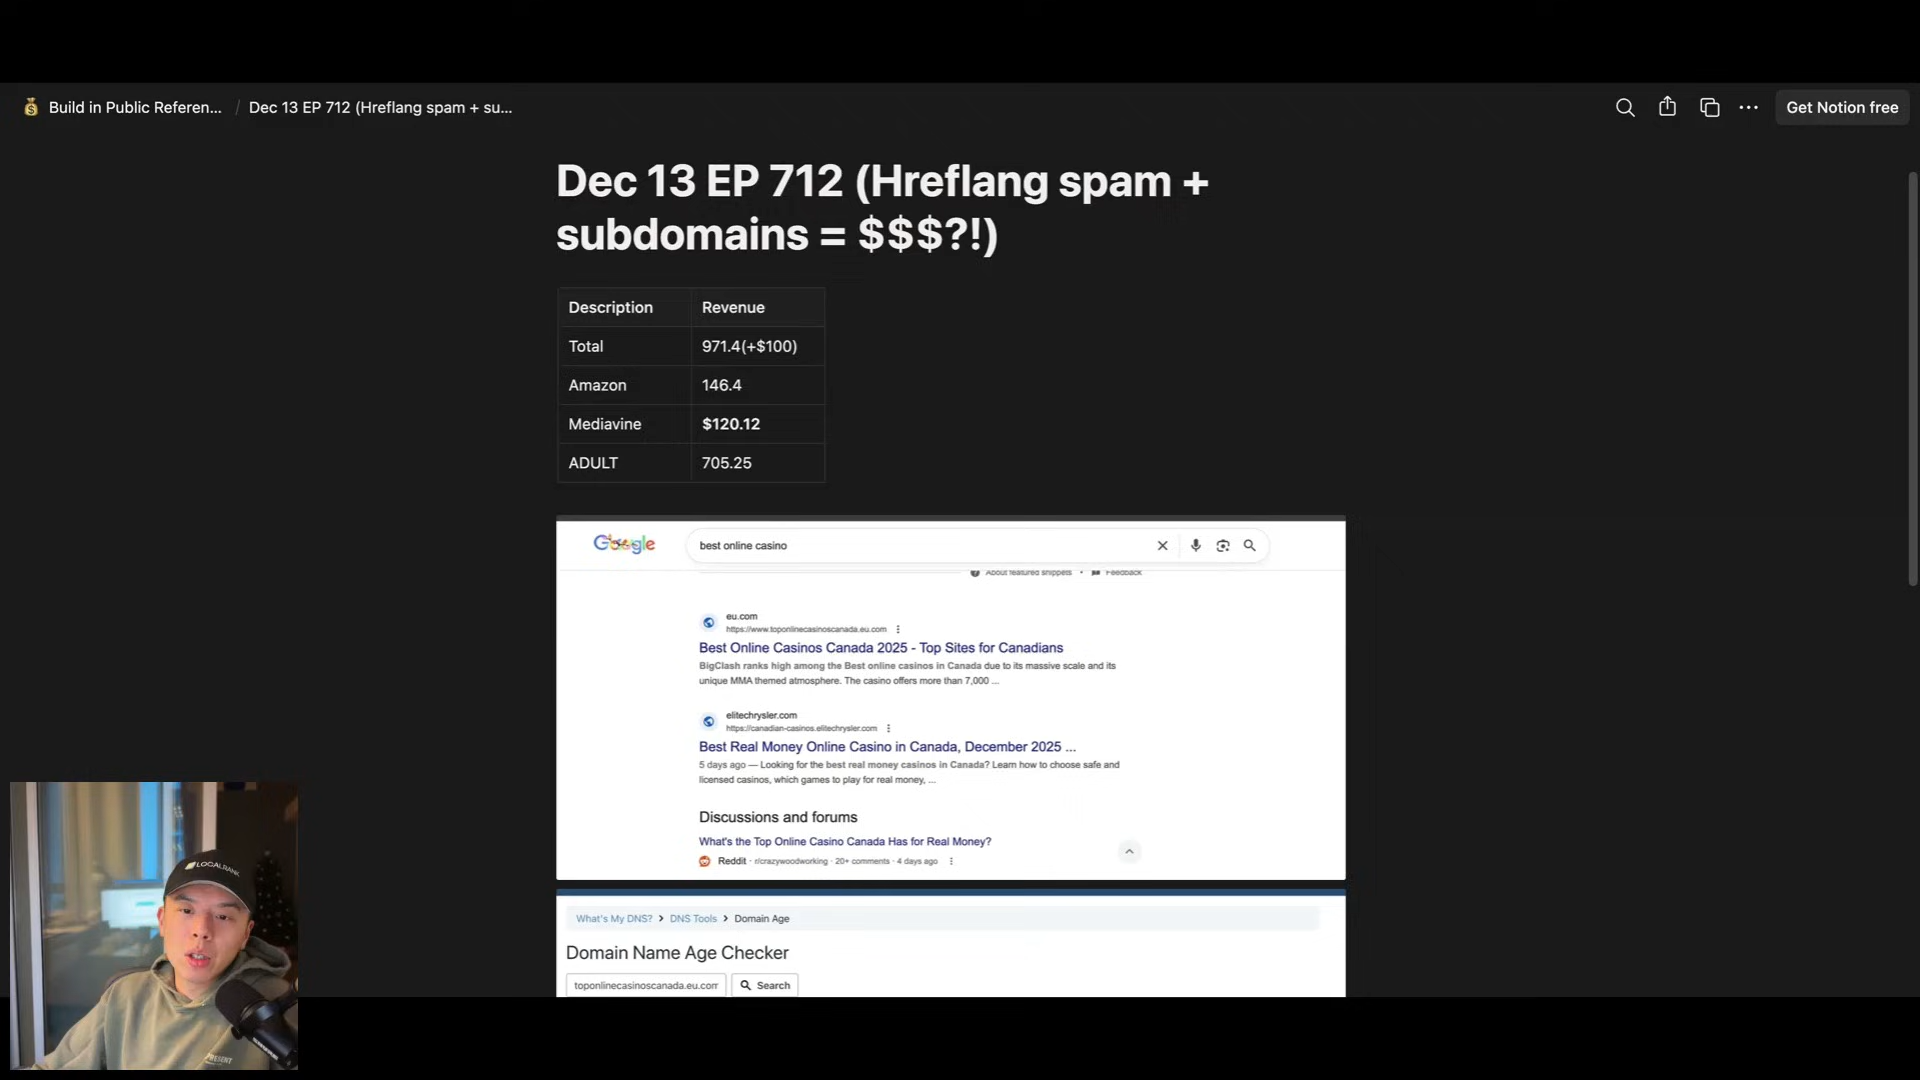 Build in Public Referen... / Dec 13 EP 712 (Hreflang spam + su...
Get Notion free
Dec 13 EP 712 (Hreflang spam +
subdomains = $$$?!)
Description Revenue
Total 971.4(+$100)
Amazon 146.4
Mediavine $120.12
ADULT 705.25
Google
best online casino
About featured snippets • Feedback
eu.com
https://www.toponlinecasinoscanada.eu.com
Best Online Casinos Canada 2025 - Top Sites for Canadians
BigClash ranks high among the Best online casinos in Canada due to its massive scale and its
unique MMA themed atmosphere. The casino offers more than 7,000 ...
elitechrysler.com
https://canadian-casinos.elitechrysler.com
Best Real Money Online Casino in Canada, December 2025 ...
5 days ago — Looking for the best real money casinos in Canada? Learn how to choose safe and
licensed casinos, which games to play for real money, ...
Discussions and forums
What's the Top Online Casino Canada Has for Real Money?
Reddit · r/crazywoodworking · 20+ comments · 4 days ago
What's My DNS? > DNS Tools > Domain Age
Domain Name Age Checker
toponlinecasinoscanada.eu.com Search
LOCALRANK
PRESENT